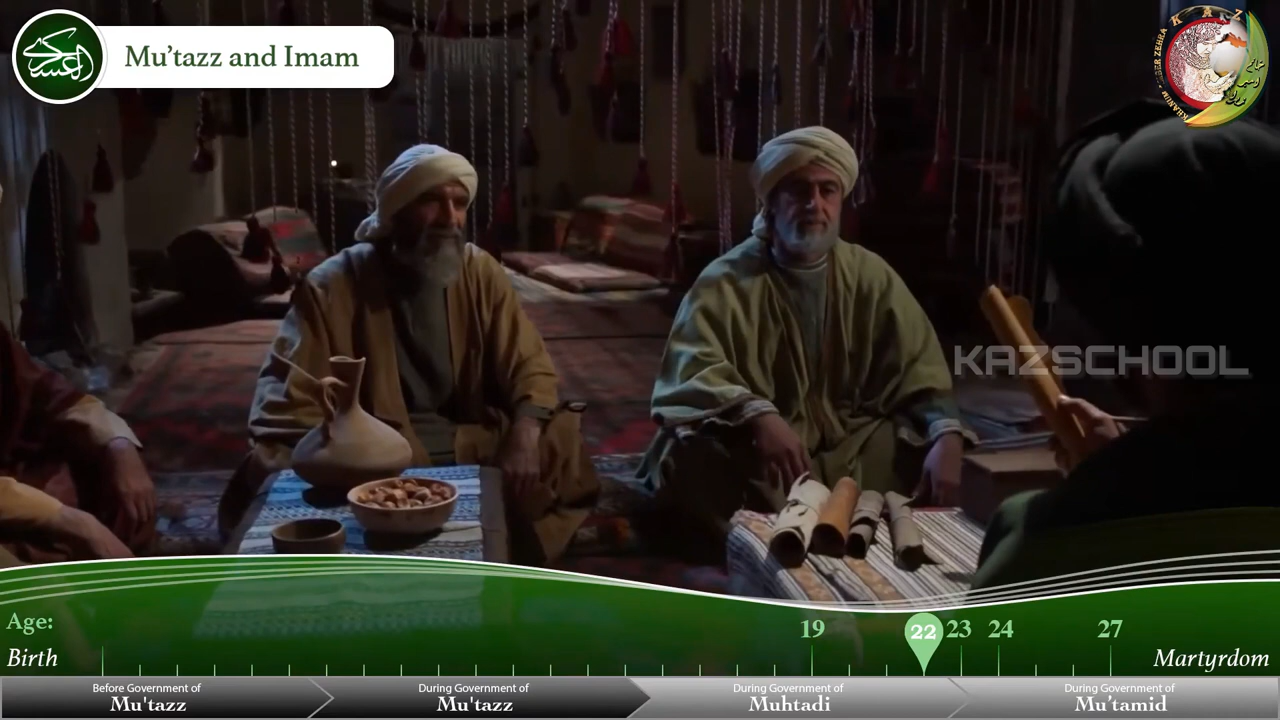 العسكري
Mu'tazz and Imam
K A Z
KAZSCHOOL
Age:
19
22
23
24
27
Birth
Martyrdom
Before Government of
Mu'tazz
During Government of
Mu'tazz
During Government of
Muhtadi
During Government of
Mu'tamid